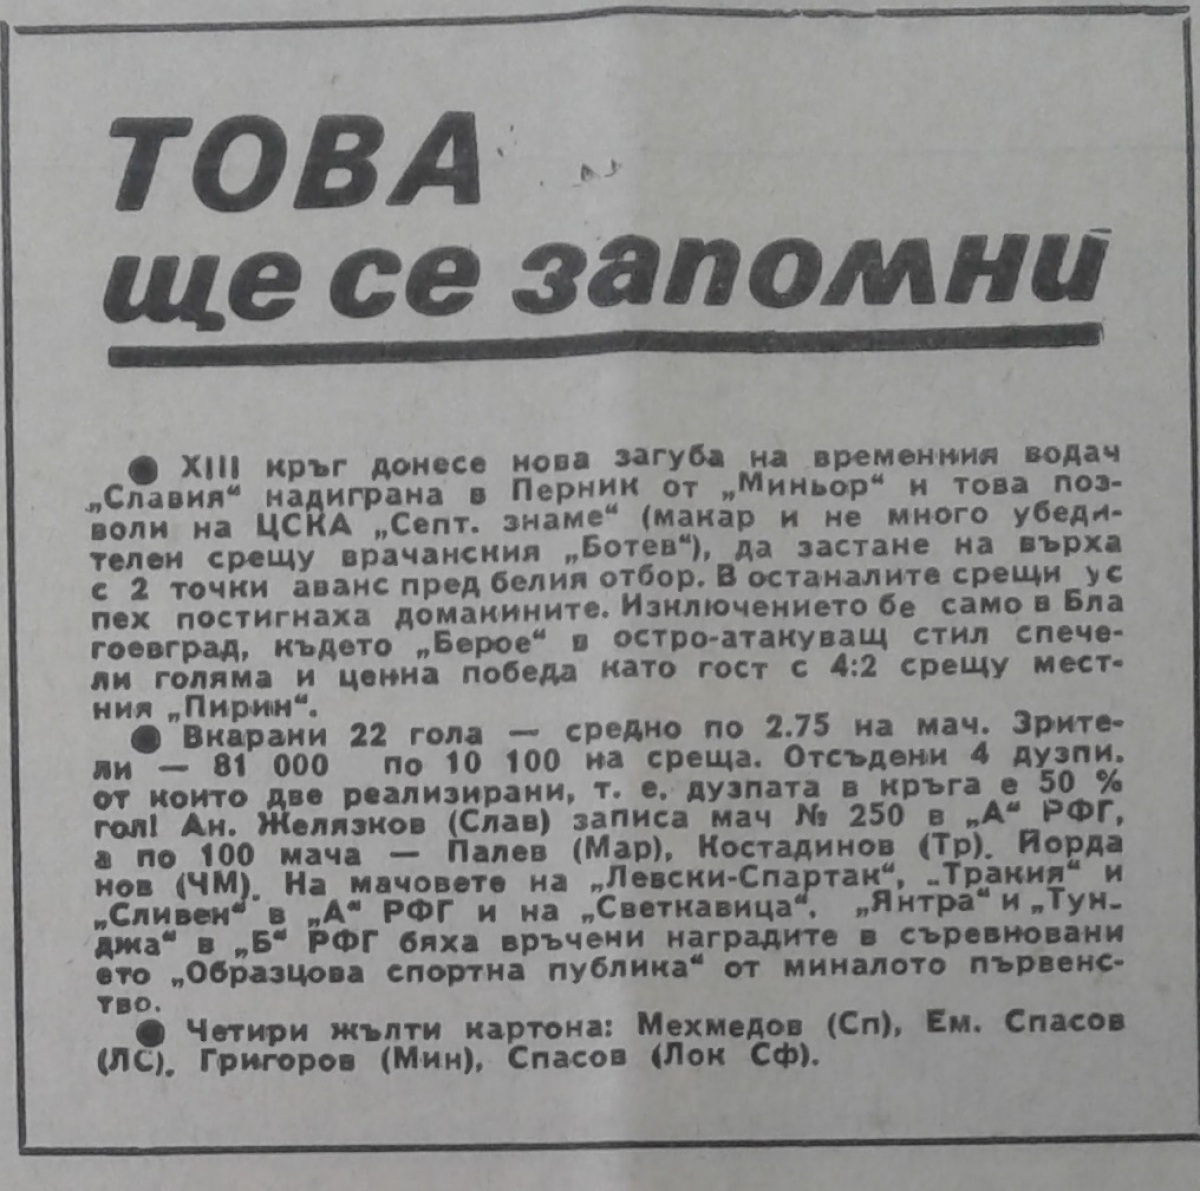 ТОВА
ще се запомни
● XIII кръг донесе нова загуба на временния водач
„Славия“ надиграна в Перник от „Миньор“ и това поз-
воли на ЦСКА „Септ. знаме“ (макар и не много убеди-
телен срещу врачанския „Ботев“), да застане на върха
с 2 точки аванс пред белия отбор. В останалите срещи ус
пех постигнаха домакините. Изключението бе само в Бла
гоевград, където „Берое“ в остро-атакуващ стил спече-
ли голяма и ценна победа като гост с 4:2 срещу мест-
ния „Пирин“.
● Вкарани 22 гола — средно по 2.75 на мач. Зрите-
ли — 81 000 по 10 100 на среща. Отсъдени 4 дузпи.
от които две реализирани, т. е. дузпата в кръга е 50 %
гол! Ан. Желязков (Слав) записа мач № 250 в „А“ РФГ,
а по 100 мача — Палев (Мар), Костадинов (Тр). Йорда
нов (ЧМ). На мачовете на „Левски-Спартак“, „Тракия“ и
„Сливен“ в „А“ РФГ и на „Светкавица“. „Янтра“ и „Тун-
джа“ в „Б“ РФГ бяха връчени наградите в съревновани
ето „Образцова спортна публика“ от миналото първенс-
тво.
● Четири жълти картона: Мехмедов (Сп), Ем. Спасов
(ЛС). Григоров (Мин), Спасов (Лок Сф).